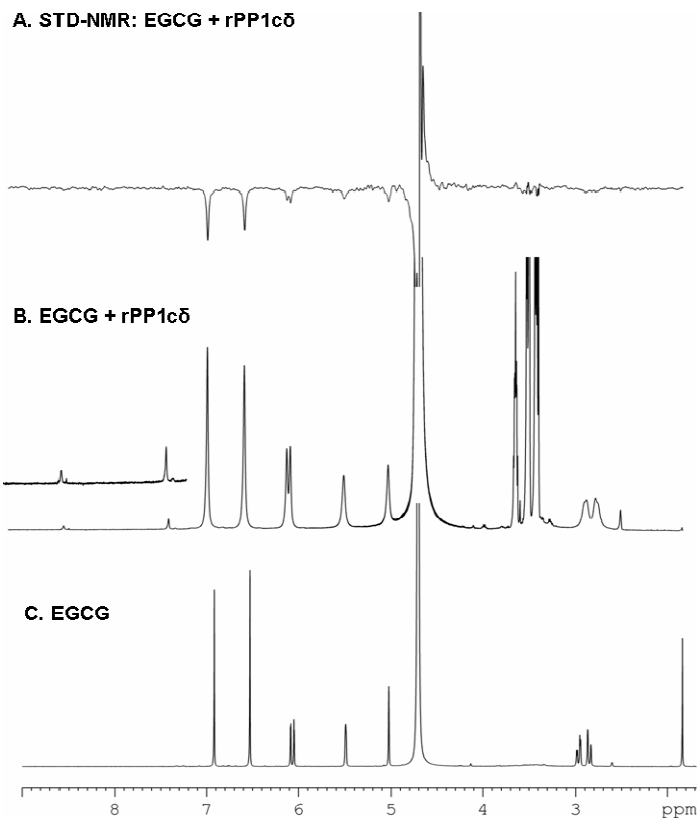 A. STD-NMR: EGCG + rPP1cδ
B. EGCG + rPP1cδ
C. EGCG
8 7 6 5 4 3 ppm